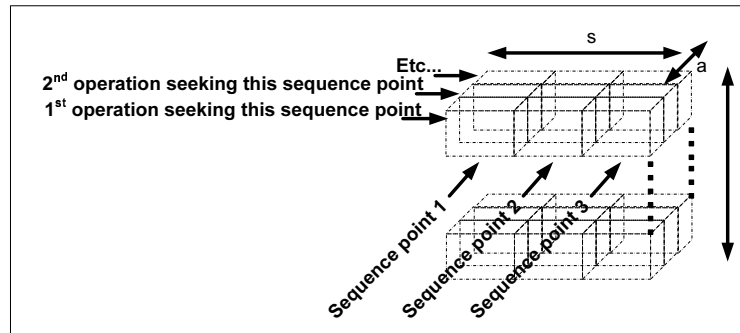 s
a
Etc...
2nd operation seeking this sequence point
1st operation seeking this sequence point
Sequence point 1
Sequence point 2
Sequence point 3